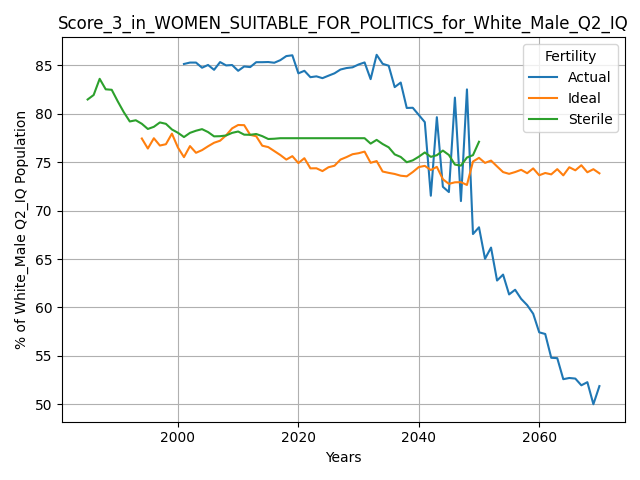 Score_3_in_WOMEN_SUITABLE_FOR_POLITICS_for_White_Male_Q2_IQ
Fertility
Actual
Ideal
Sterile
% of White_Male Q2_IQ Population
85
80
75
70
65
60
55
50
2000
2020
2040
2060
Years